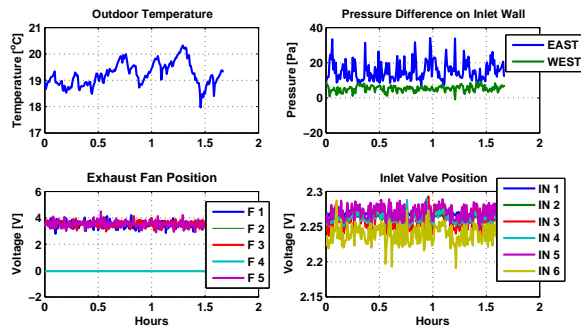 Outdoor Temperature
Temperature [°C]
21
20
19
18
17
0
0.5
1
1.5
2
Pressure Difference on Inlet Wall
Pressure [Pa]
40
20
0
−20
0
0.5
1
1.5
2
EAST
WEST
Exhaust Fan Position
Voltage [V]
6
4
2
0
−2
0
0.5
1
1.5
2
Hours
F 1
F 2
F 3
F 4
F 5
Inlet Valve Position
Voltage [V]
2.3
2.25
2.2
2.15
0
0.5
1
1.5
2
Hours
IN 1
IN 2
IN 3
IN 4
IN 5
IN 6